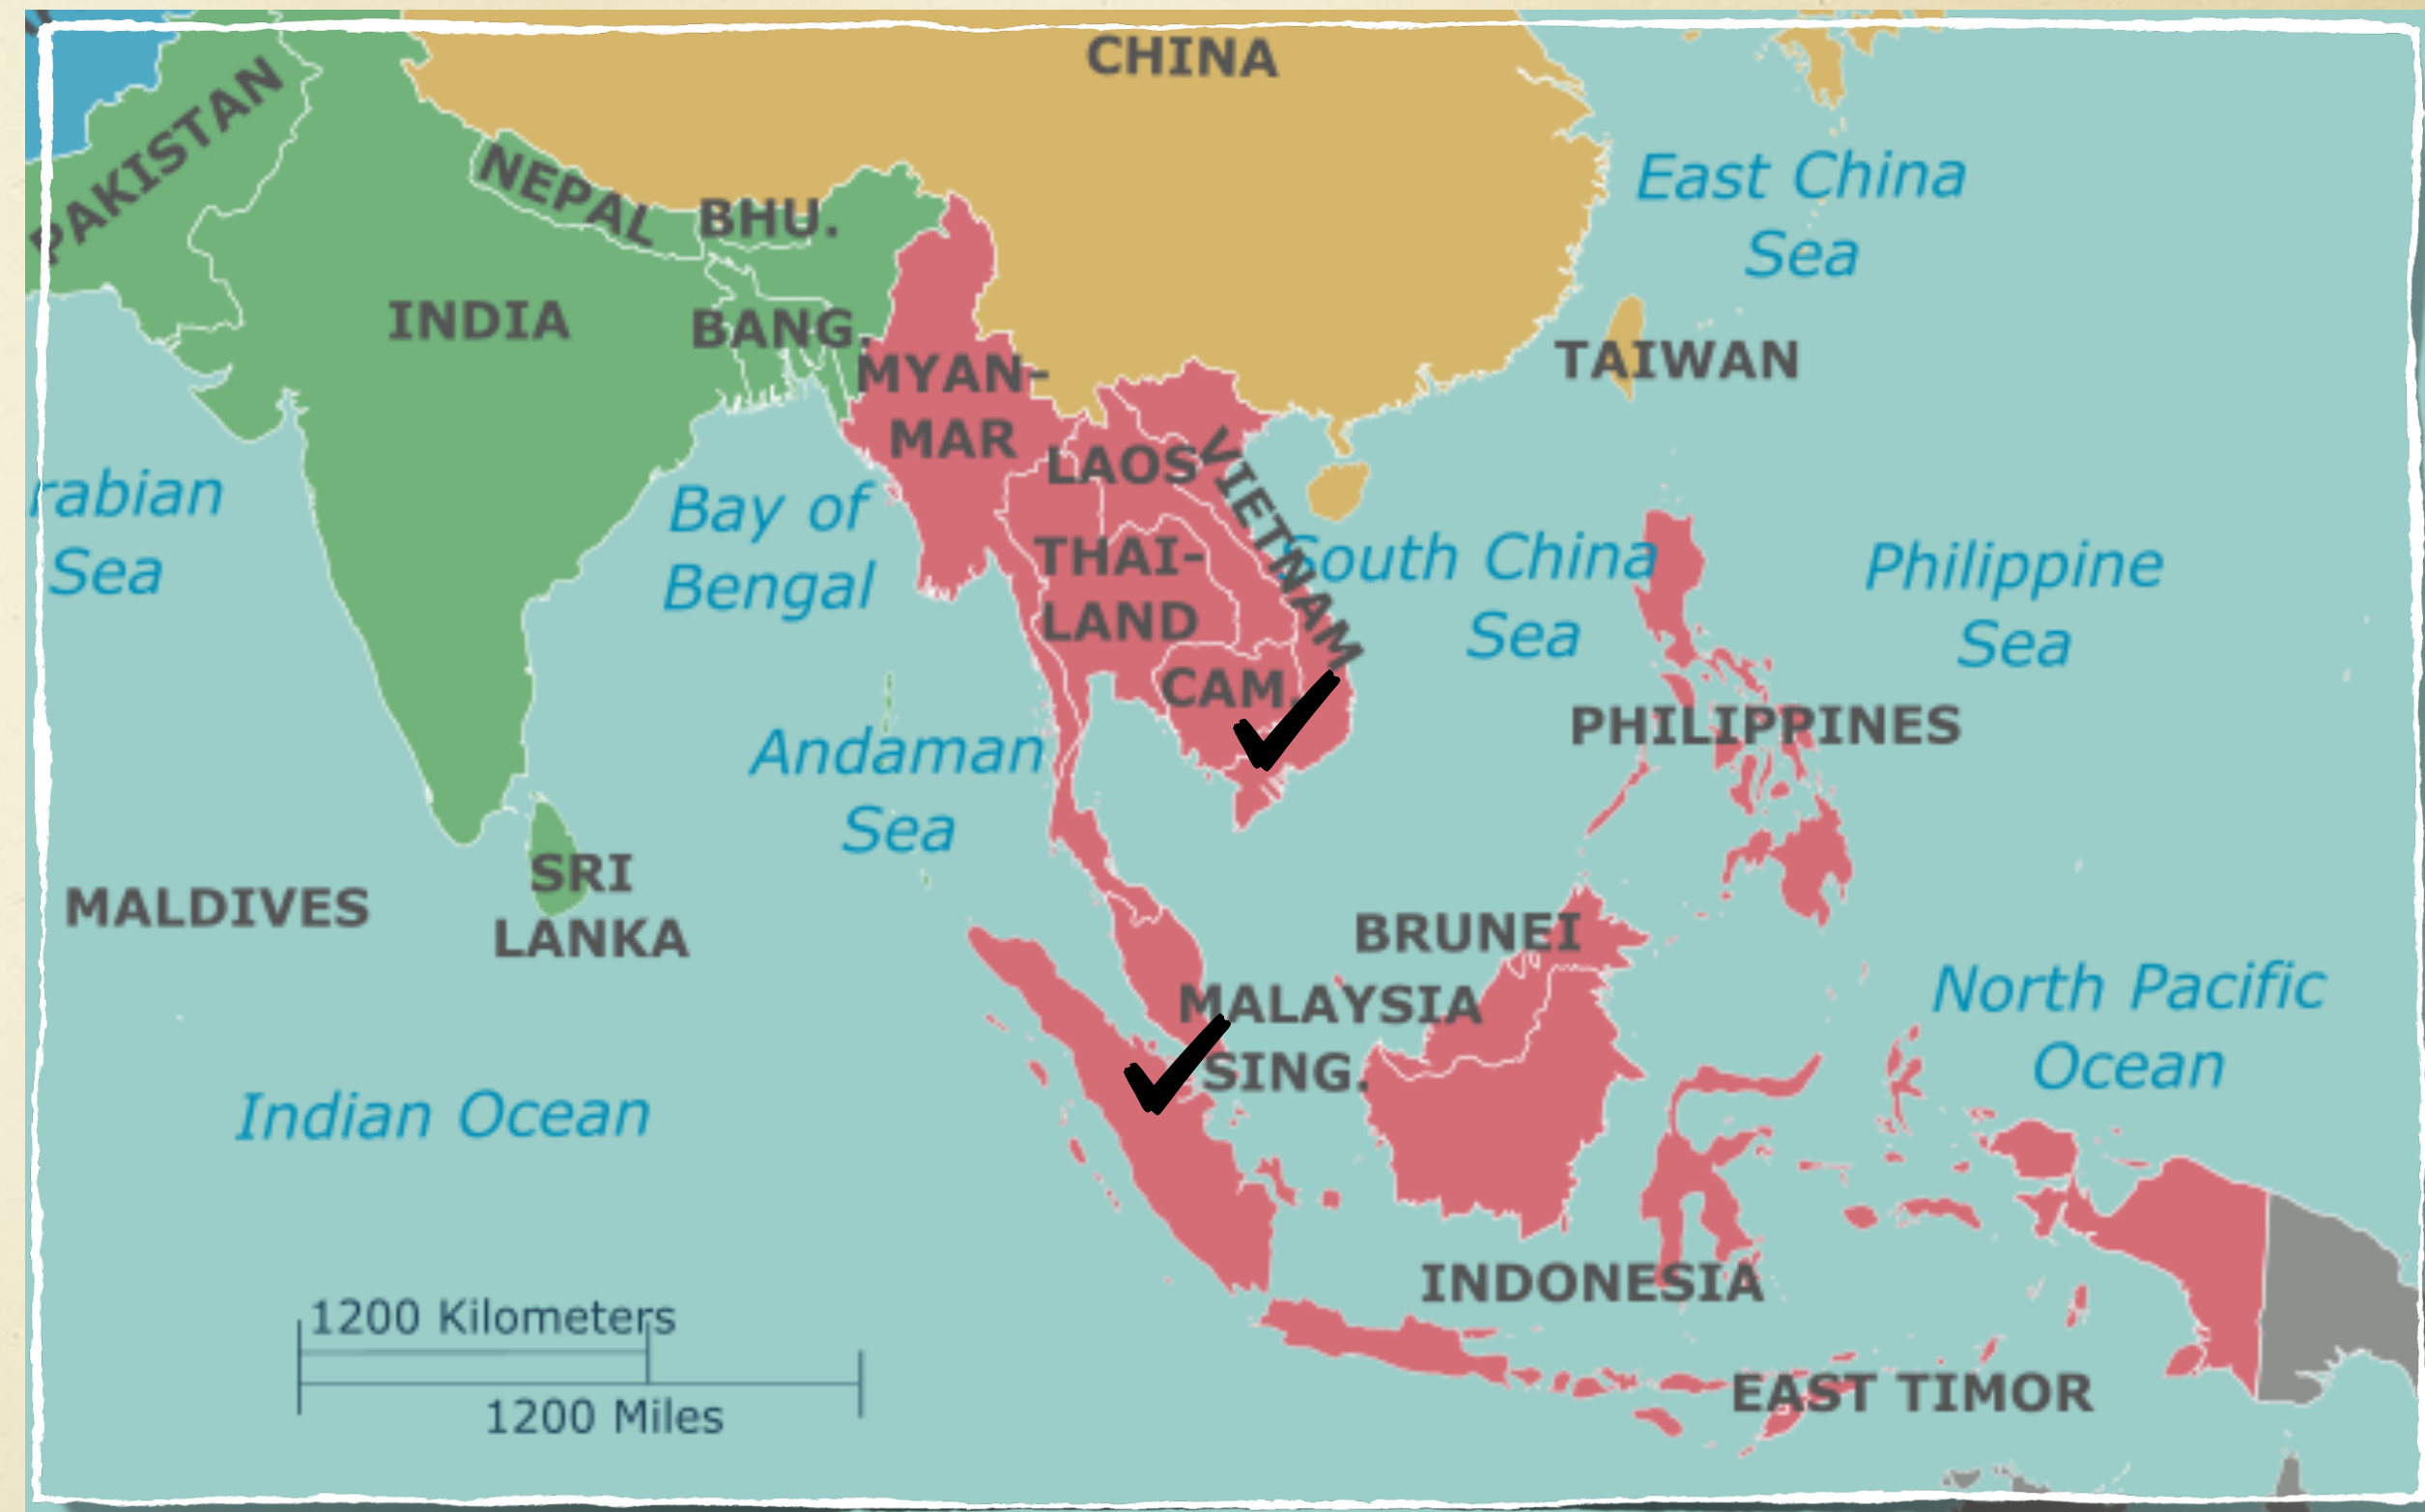 CHINA
PAKISTAN
NEPAL
BHU.
East China
Sea
INDIA
BANG.
MYAN-
MAR
TAIWAN
LAOS
VIETNAM
rabian
Sea
Bay of
Bengal
THAI-
LAND
South China
Sea
Philippine
Sea
CAM.
PHILIPPINES
Andaman
Sea
SRI
LANKA
MALDIVES
BRUNEI
MALAYSIA
SING.
North Pacific
Ocean
Indian Ocean
INDONESIA
EAST TIMOR
1200 Kilometers
1200 Miles